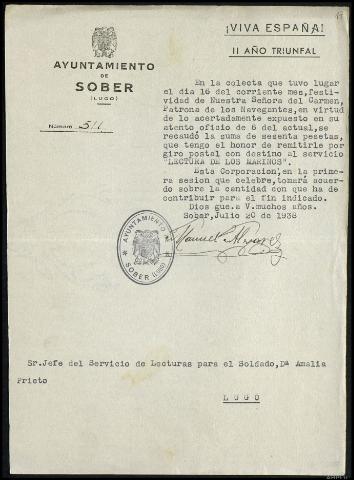 ¡VIVA ESPAÑA!
II AÑO TRIUNFAL
AYUNTAMIENTO
DE
SOBER
(LUGO)
Número 511
En la colecta que tuvo lugar
el dia 16 del corriente mes, festi-
vidad de Nuestra Señora del Carmen,
Patrona de los Navegantes, en virtud
de lo acertadamente expuesto en su
atento oficio de 6 del actual, se
recaudó la suma de sesenta pesetas,
que tengo el honor de remitirle por
giro postal con destino al servicio
"LECTURA DE LOS MARINOS".
Esta Corporacion, en la primera
sesion que celebre, tomará acuer-
do sobre la cantidad con que ha de
contribuir para el fin indicado.
Dios gue. a V. muchos años.
Sober, Julio 20 de 1938
Manuel Alvarez
AYUNTAMIENTO
SOBER (LUGO)
Sr. Jefe del Servicio de Lecturas para el Soldado, Dª Amalia
Prieto
LUGO